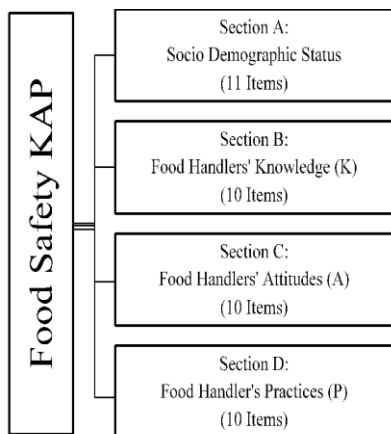 Food Safety KAP
Section A:
Socio Demographic Status
(11 Items)
Section B:
Food Handlers' Knowledge (K)
(10 Items)
Section C:
Food Handlers' Attitudes (A)
(10 Items)
Section D:
Food Handler's Practices (P)
(10 Items)